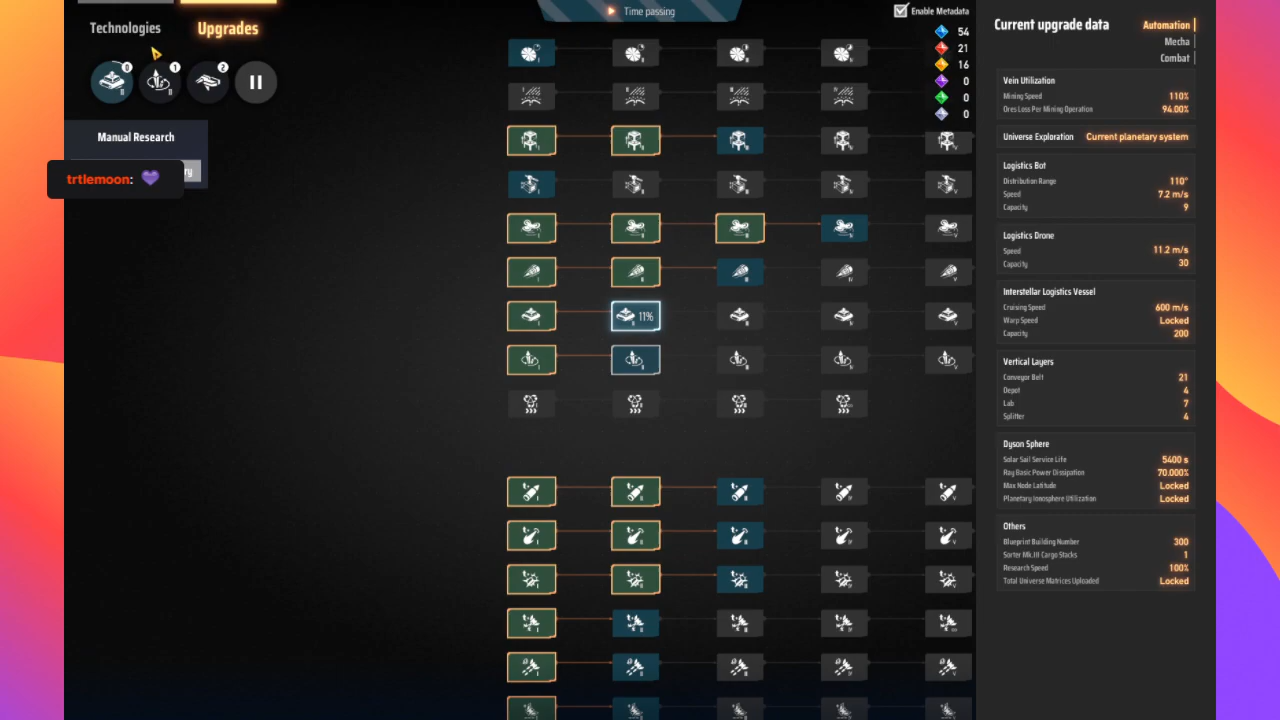 Time passing
Enable Metadata
Technologies
Upgrades
54
21
16
0
0
0
0
1
2
Manual Research
ry
trtlemoon: 💜
11%
Current upgrade data
Automation
Mecha
Combat
Vein Utilization
Mining Speed 110%
Ores Loss Per Mining Operation 94.00%
Universe Exploration Current planetary system
Logistics Bot
Distribution Range 110°
Speed 7.2 m/s
Capacity 9
Logistics Drone
Speed 11.2 m/s
Capacity 30
Interstellar Logistics Vessel
Cruising Speed 600 m/s
Warp Speed Locked
Capacity 200
Vertical Layers
Conveyor Belt 21
Depot 4
Lab 7
Splitter 4
Dyson Sphere
Solar Sail Service Life 5400 s
Ray Basic Power Dissipation 70.000%
Max Node Latitude Locked
Planetary Ionosphere Utilization Locked
Others
Blueprint Building Number 300
Sorter Mk.III Cargo Stacks 1
Research Speed 100%
Total Universe Matrices Uploaded Locked